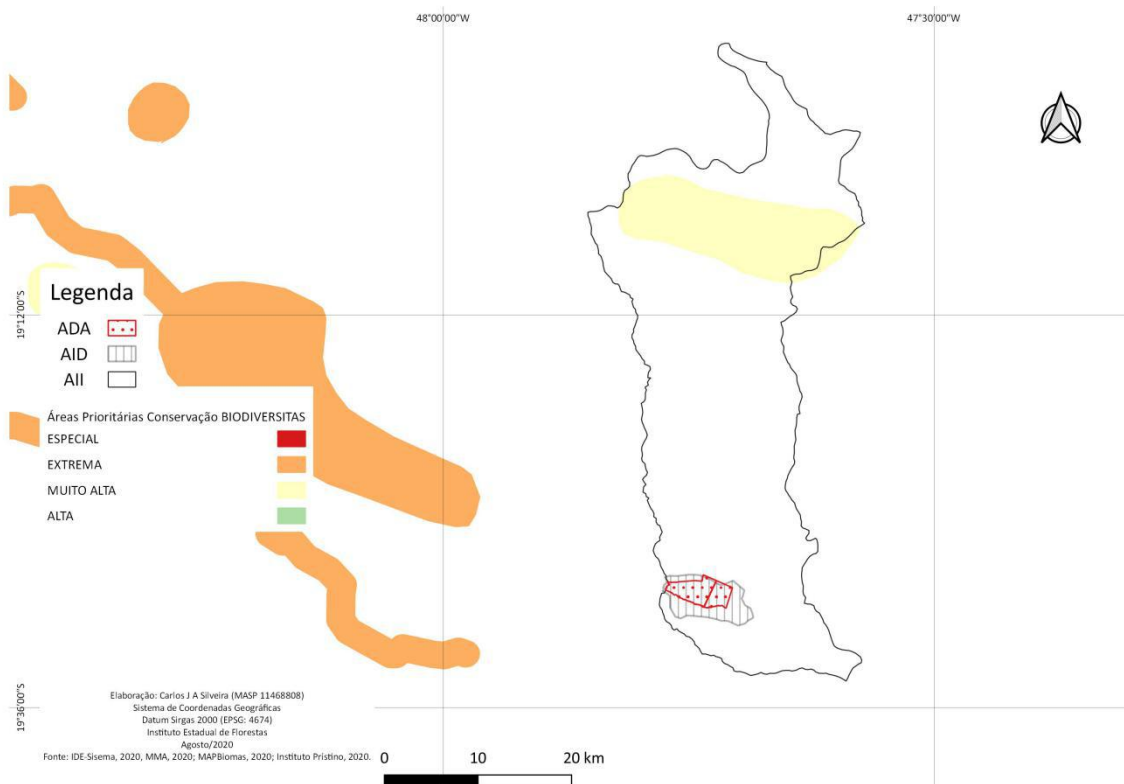 48°00'00"W
47°30'00"W
19°12'00"S
Legenda
ADA
AID
AII
Áreas Prioritárias Conservação BIODIVERSITAS
ESPECIAL
EXTREMA
MUITO ALTA
ALTA
19°36'00"S
Elaboração: Carlos J A Silveira (MASP 11468808)
Sistema de Coordenadas Geográficas
Datum Sirgas 2000 (EPSG: 4674)
Instituto Estadual de Florestas
Agosto/2020
Fonte: IDE-Sisema, 2020, MMA, 2020; MAPBiomas, 2020; Instituto Prístino, 2020.
0 10 20 km